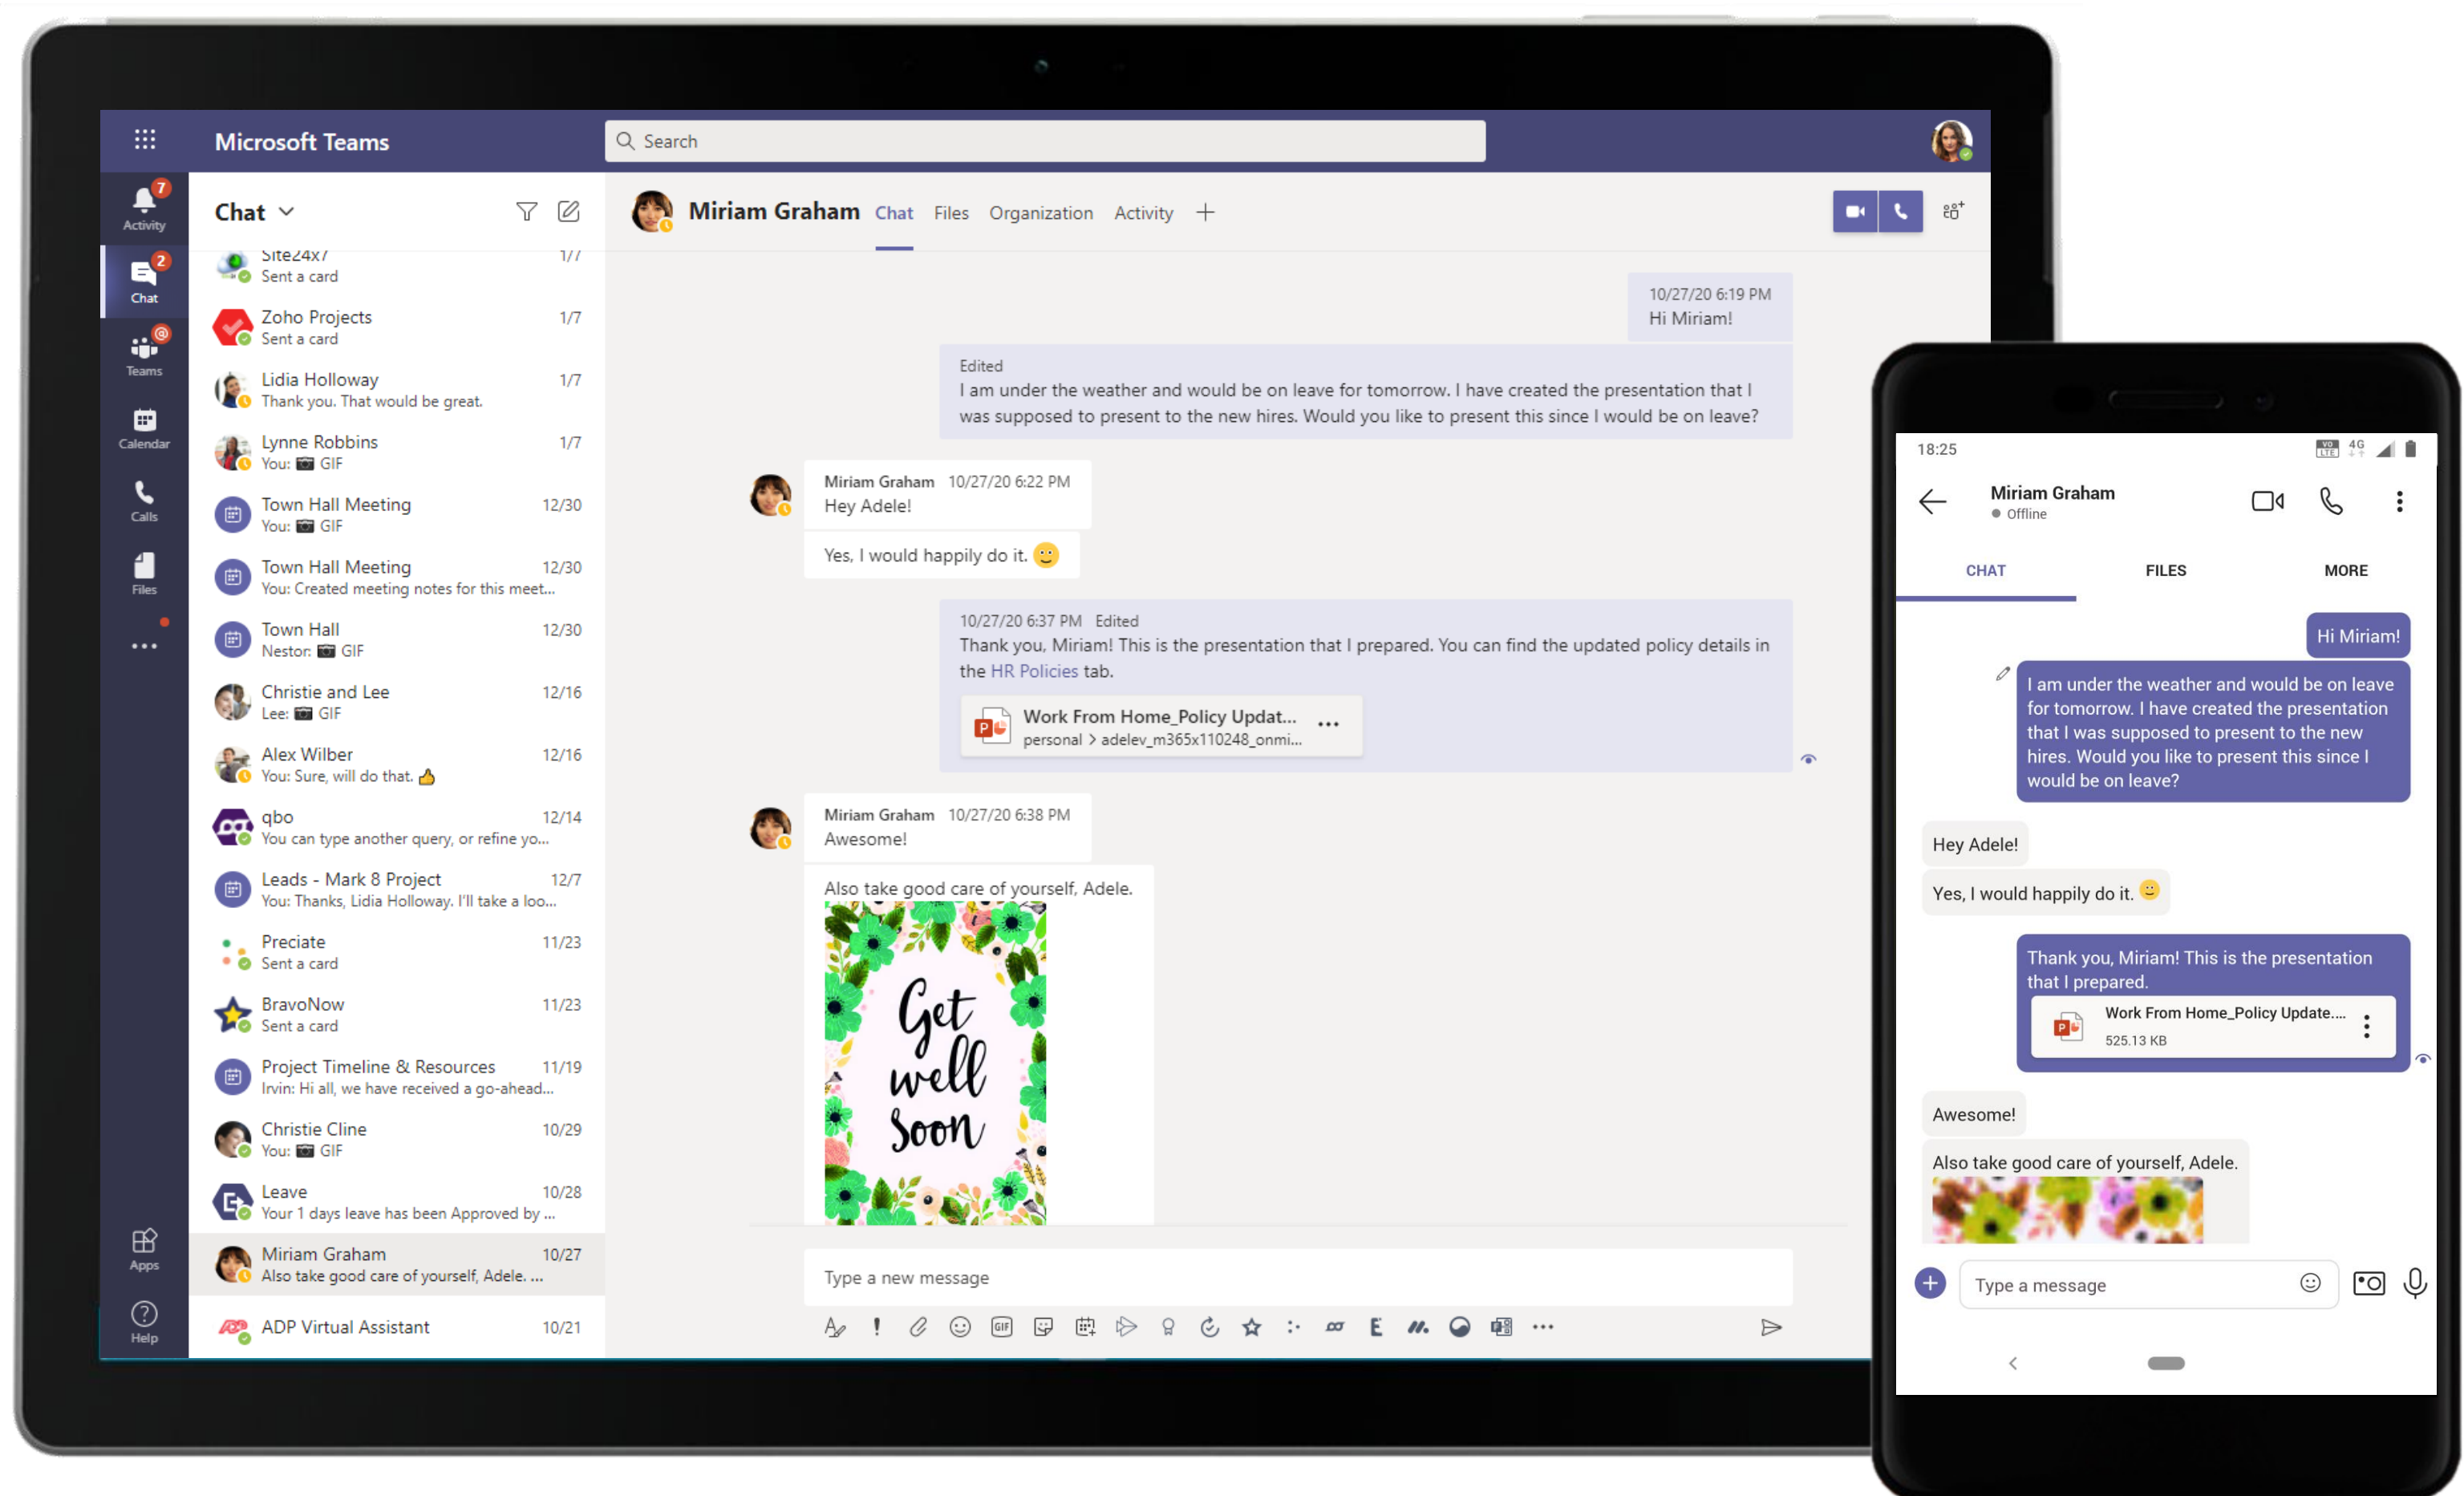 Microsoft Teams
Search
7
Activity
2
Chat
@
Teams
Calendar
Calls
Files
Apps
Help
Chat
Site24x7 1/7
Sent a card
Zoho Projects 1/7
Sent a card
Lidia Holloway 1/7
Thank you. That would be great.
Lynne Robbins 1/7
You: GIF
Town Hall Meeting 12/30
You: GIF
Town Hall Meeting 12/30
You: Created meeting notes for this meet...
Town Hall 12/30
Nestor: GIF
Christie and Lee 12/16
Lee: GIF
Alex Wilber 12/16
You: Sure, will do that. 👍
qbo 12/14
You can type another query, or refine yo...
Leads - Mark 8 Project 12/7
You: Thanks, Lidia Holloway. I'll take a loo...
Preciate 11/23
Sent a card
BravoNow 11/23
Sent a card
Project Timeline & Resources 11/19
Irvin: Hi all, we have received a go-ahead...
Christie Cline 10/29
You: GIF
Leave 10/28
Your 1 days leave has been Approved by ...
Miriam Graham 10/27
Also take good care of yourself, Adele. ...
ADP Virtual Assistant 10/21
Miriam Graham Chat Files Organization Activity
10/27/20 6:19 PM
Hi Miriam!
Edited
I am under the weather and would be on leave for tomorrow. I have created the presentation that I
was supposed to present to the new hires. Would you like to present this since I would be on leave?
Miriam Graham 10/27/20 6:22 PM
Hey Adele!
Yes, I would happily do it. 🙂
10/27/20 6:37 PM Edited
Thank you, Miriam! This is the presentation that I prepared. You can find the updated policy details in
the HR Policies tab.
Work From Home_Policy Updat...
personal > adelev_m365x110248_onmi...
Miriam Graham 10/27/20 6:38 PM
Awesome!
Also take good care of yourself, Adele.
Get
well
soon
Type a new message
GIF
18:25 VO LTE 4G
Miriam Graham
Offline
CHAT FILES MORE
Hi Miriam!
I am under the weather and would be on leave
for tomorrow. I have created the presentation
that I was supposed to present to the new
hires. Would you like to present this since I
would be on leave?
Hey Adele!
Yes, I would happily do it. 🙂
Thank you, Miriam! This is the presentation
that I prepared.
Work From Home_Policy Update....
525.13 KB
Awesome!
Also take good care of yourself, Adele.
Type a message